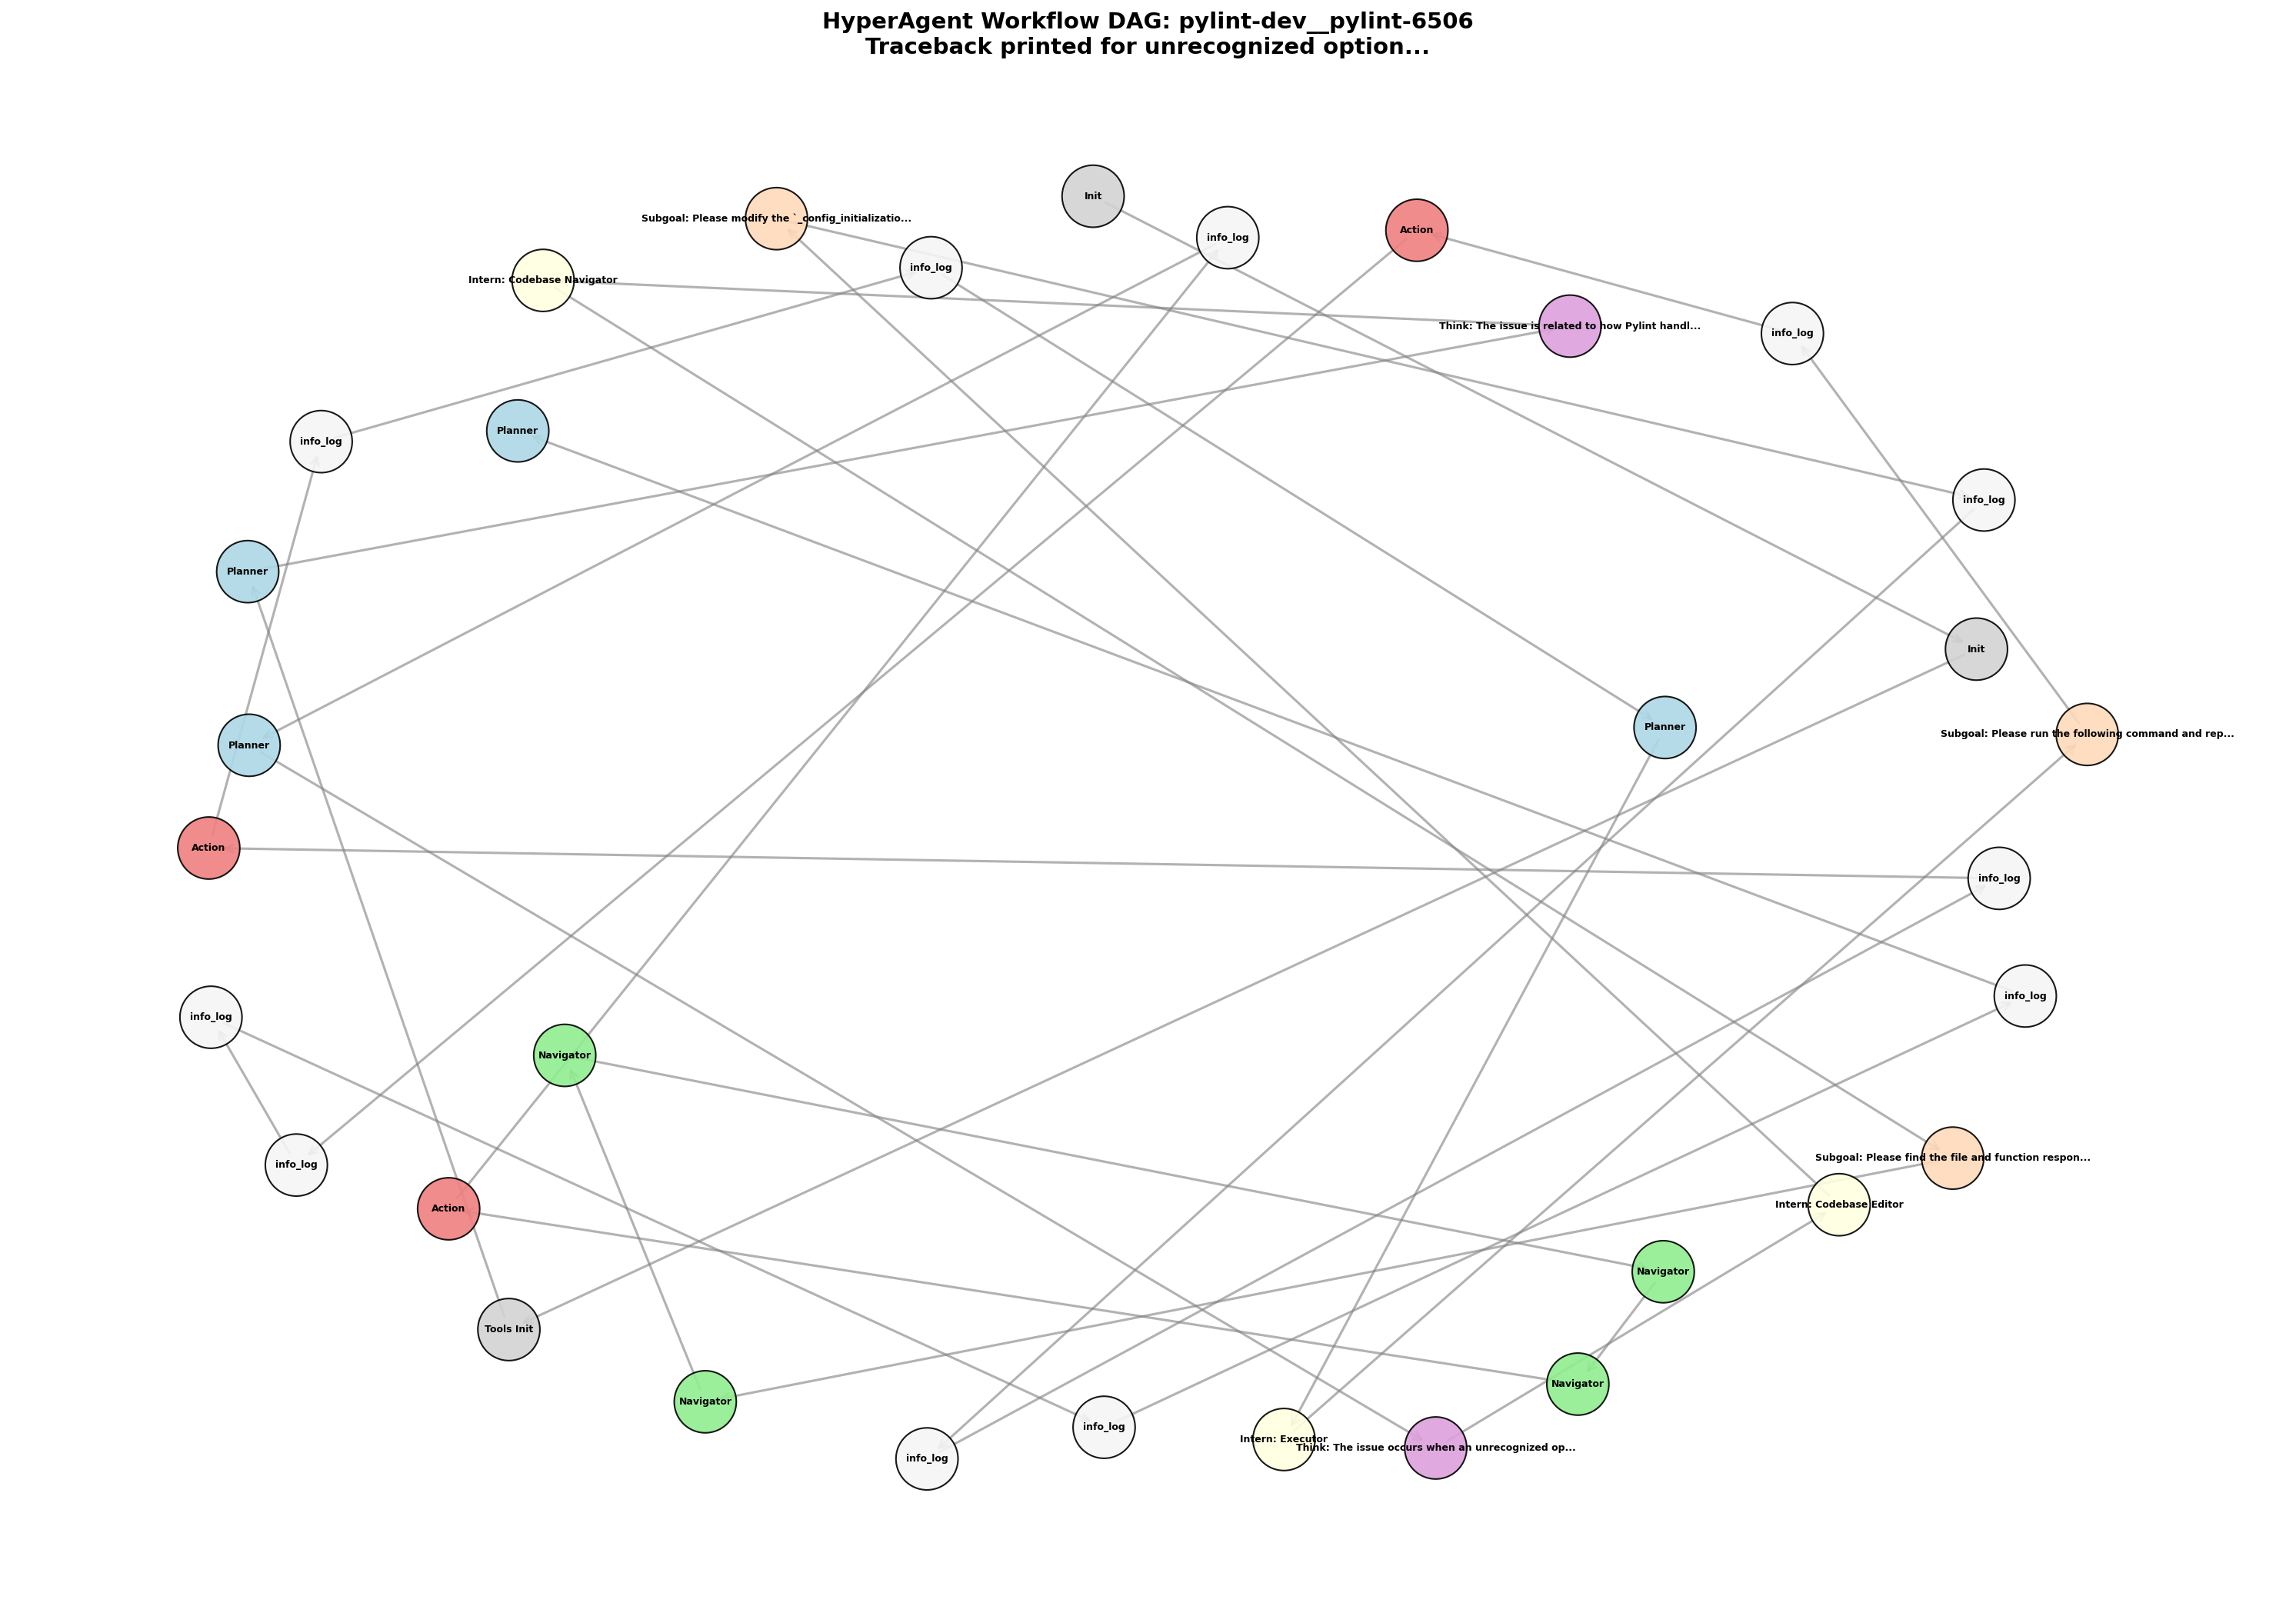 HyperAgent Workflow DAG: pylint-dev__pylint-6506
Traceback printed for unrecognized option...
Init
Subgoal: Please modify the `_config_initializatio...
Action
info_log
info_log
Intern: Codebase Navigator
Think: The issue is related to how Pylint handl...
info_log
Planner
info_log
info_log
Planner
Init
Planner
Subgoal: Please run the following command and rep...
Planner
Action
info_log
info_log
info_log
Navigator
Subgoal: Please find the file and function respon...
info_log
Intern: Codebase Editor
Action
Navigator
Tools Init
Navigator
Navigator
info_log
Intern: Executor
Think: The issue occurs when an unrecognized op...
info_log